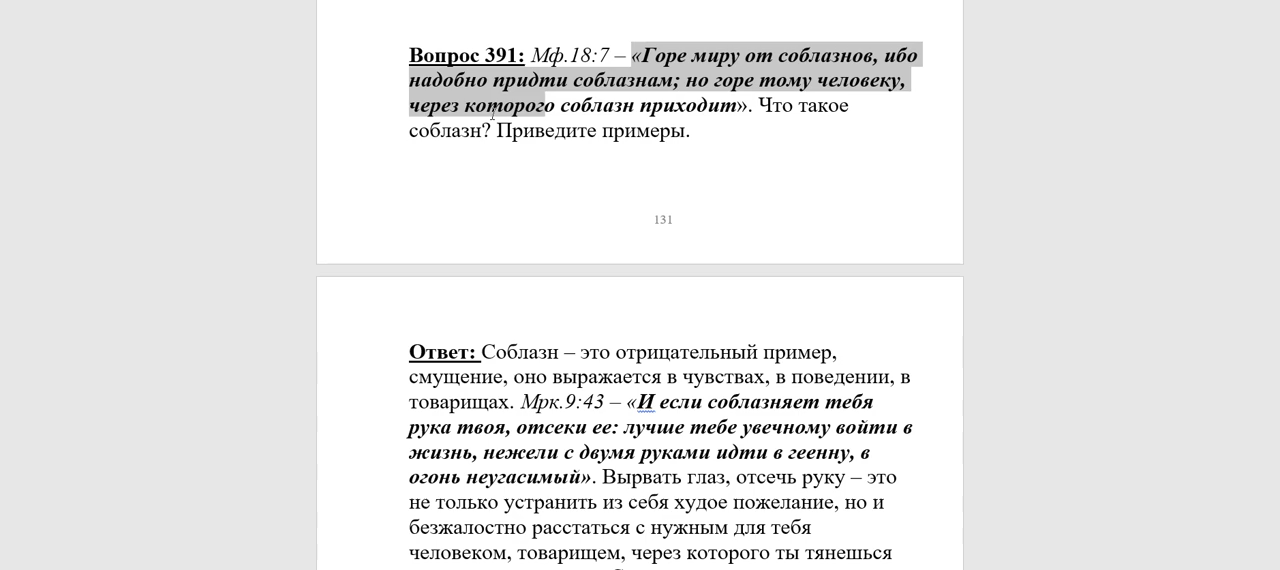 Вопрос 391: Мф.18:7 – «Горе миру от соблазнов, ибо
надобно придти соблазнам; но горе тому человеку,
через которого соблазн приходит». Что такое
соблазн? Приведите примеры.
131
Ответ: Соблазн – это отрицательный пример,
смущение, оно выражается в чувствах, в поведении, в
товарищах. Мрк.9:43 – «И если соблазняет тебя
рука твоя, отсеки ее: лучше тебе увечному войти в
жизнь, нежели с двумя руками идти в геенну, в
огонь неугасимый». Вырвать глаз, отсечь руку – это
не только устранить из себя худое пожелание, но и
безжалостно расстаться с нужным для тебя
человеком, товарищем, через которого ты тянешься